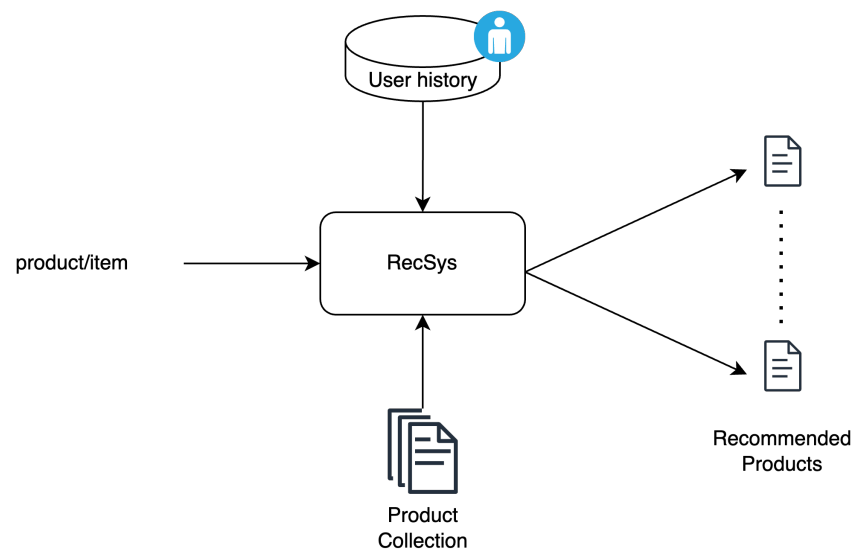 User history
product/item
RecSys
Recommended
Products
Product
Collection